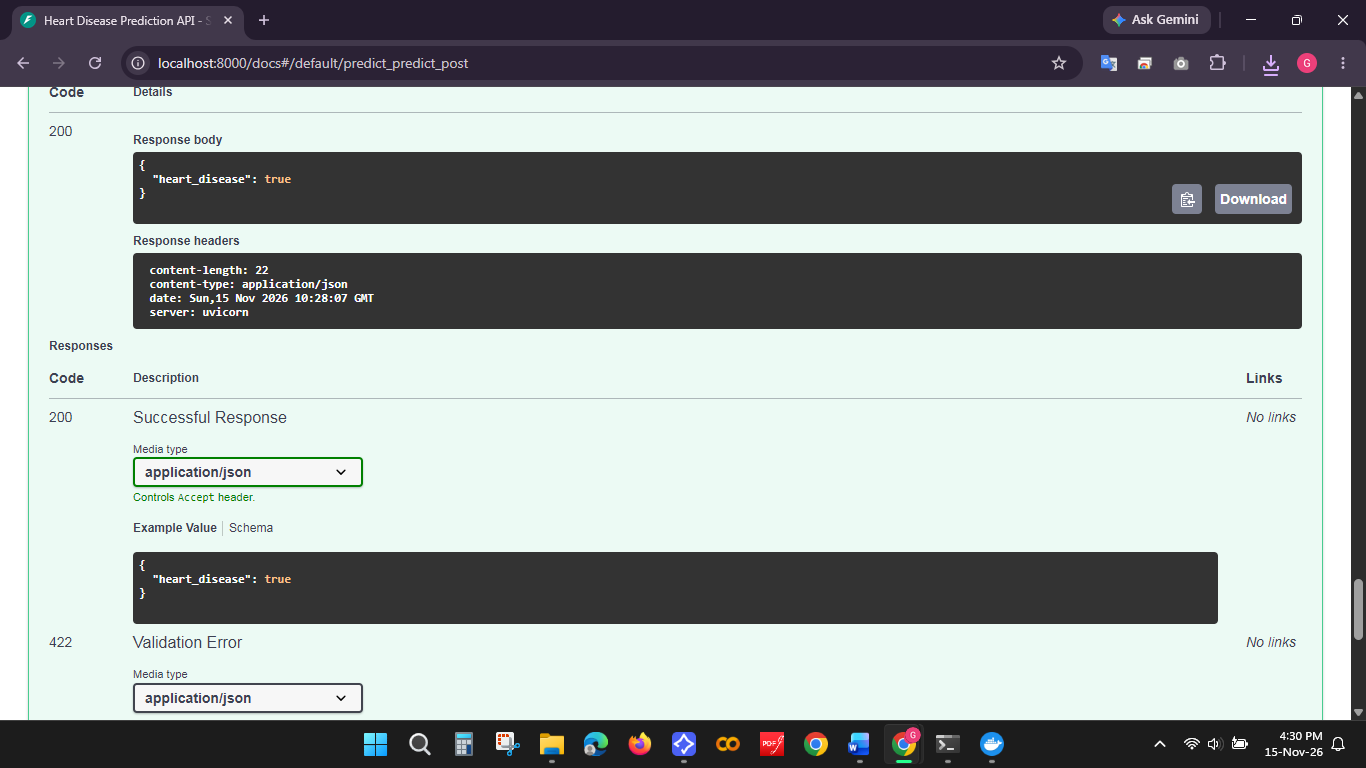 Heart Disease Prediction API - S
Ask Gemini
localhost:8000/docs#/default/predict_predict_post
G
Code Details
200
Response body
{
"heart_disease": true
}
Download
Response headers
content-length: 22
content-type: application/json
date: Sun,15 Nov 2026 10:28:07 GMT
server: uvicorn
Responses
Code Description Links
200 Successful Response No links
Media type
application/json
Controls Accept header.
Example Value Schema
{
"heart_disease": true
}
422 Validation Error No links
Media type
application/json
PDF
W
G
4:30 PM
15-Nov-26